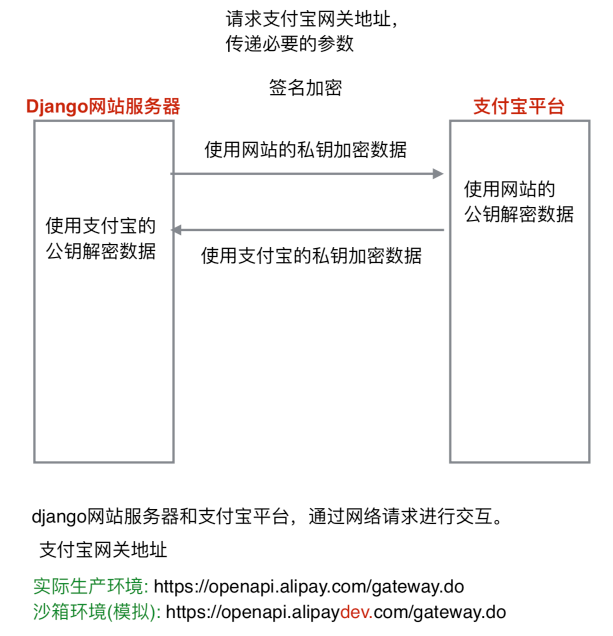 请求支付宝网关地址，
传递必要的参数
签名加密
Django网站服务器
支付宝平台
使用网站的私钥加密数据
使用网站的
公钥解密数据
使用支付宝的
公钥解密数据
使用支付宝的私钥加密数据
django网站服务器和支付宝平台，通过网络请求进行交互。
支付宝网关地址
实际生产环境: https://openapi.alipay.com/gateway.do
沙箱环境(模拟): https://openapi.alipaydev.com/gateway.do